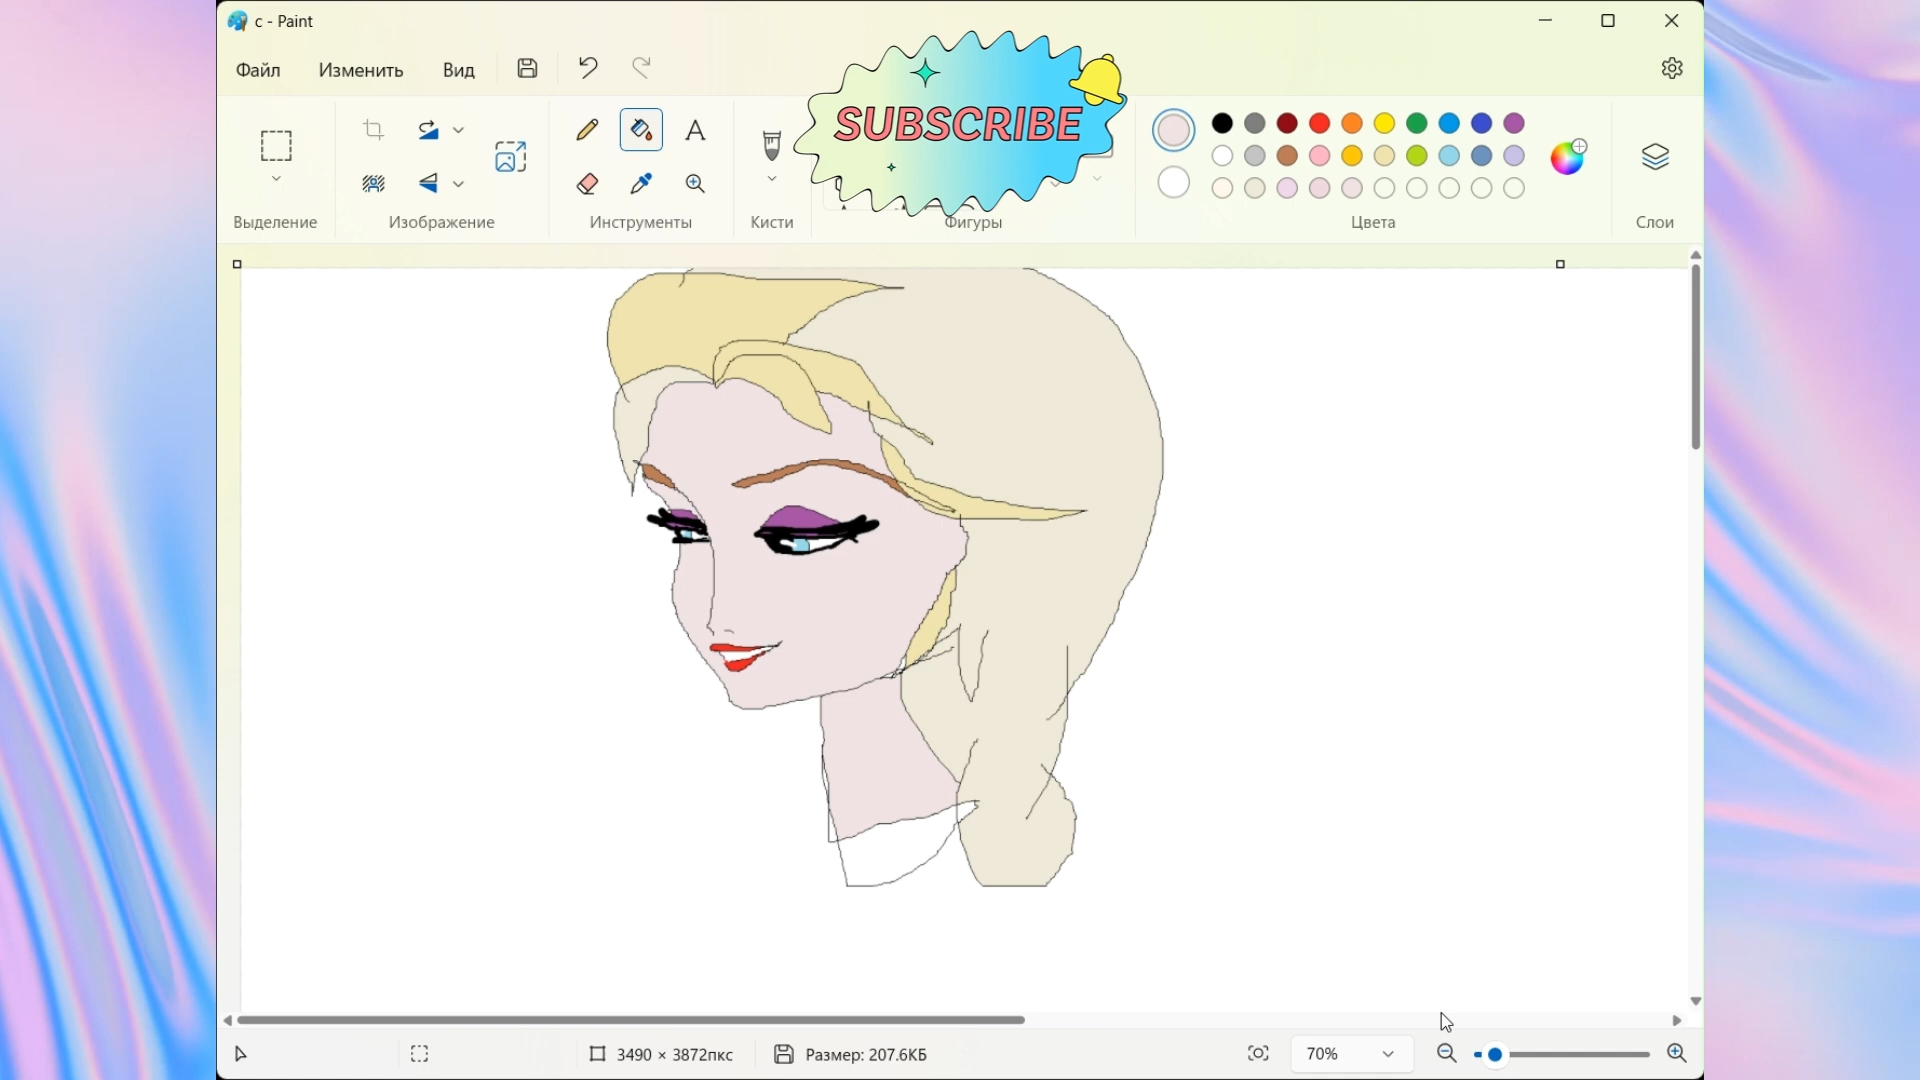 c - Paint
Файл Изменить Вид
SUBSCRIBE
Выделение Изображение Инструменты Кисти Фигуры Цвета Слои
3490 × 3872пкс Размер: 207.6КБ 70%